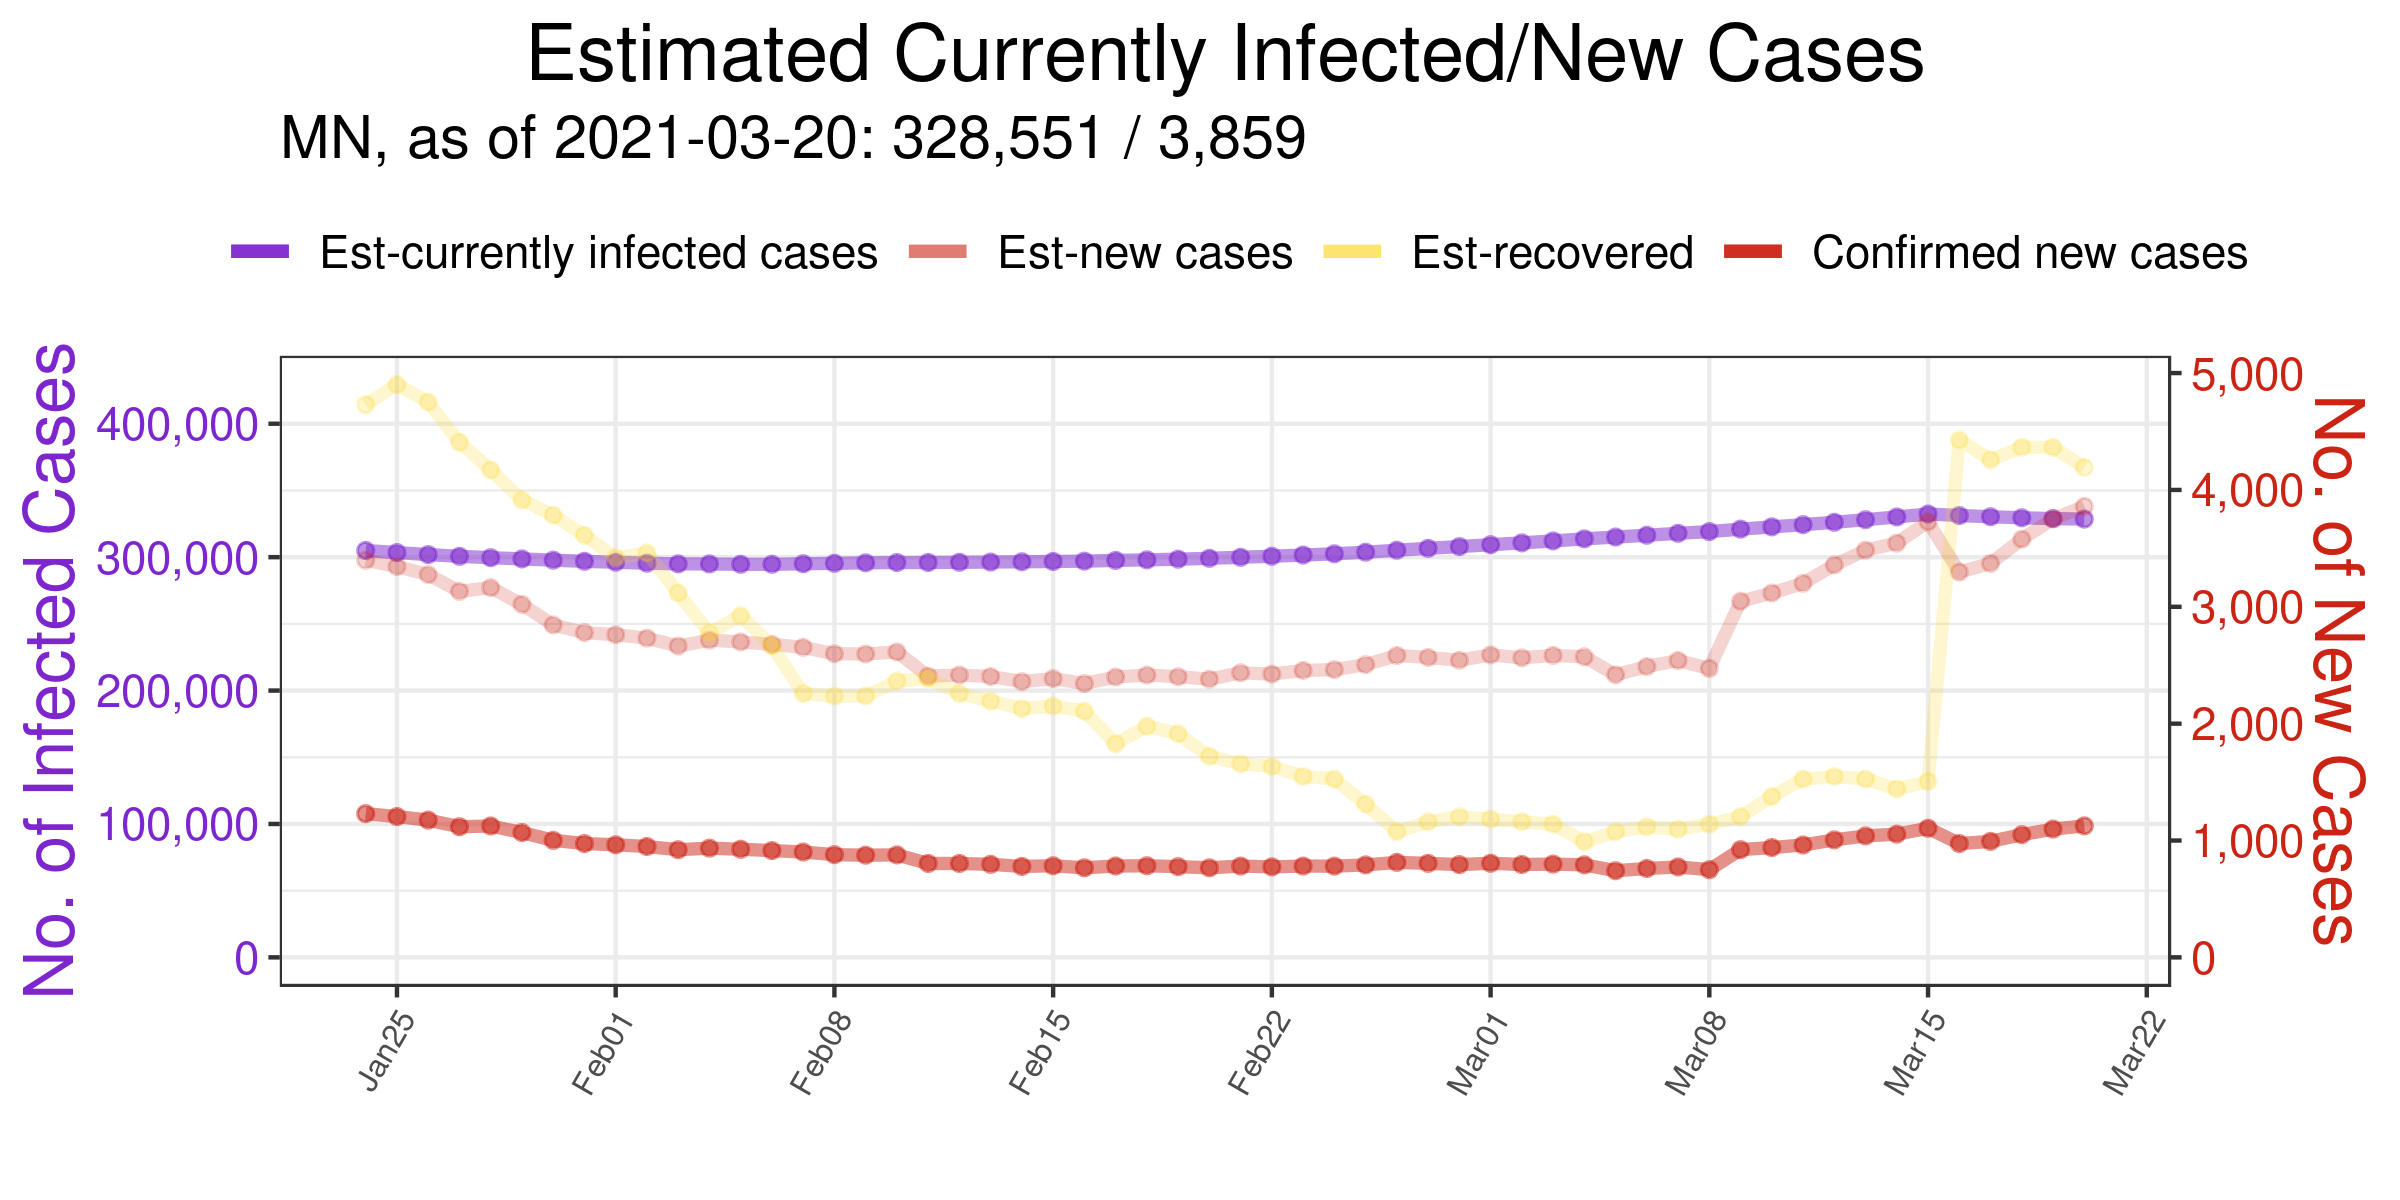 Estimated Currently Infected/New Cases
MN, as of 2021-03-20: 328,551 / 3,859
Est-currently infected cases Est-new cases Est-recovered Confirmed new cases
No. of Infected Cases
400,000
300,000
200,000
100,000
0
5,000
4,000
3,000
2,000
1,000
0
No. of New Cases
Jan25 Feb01 Feb08 Feb15 Feb22 Mar01 Mar08 Mar15 Mar22